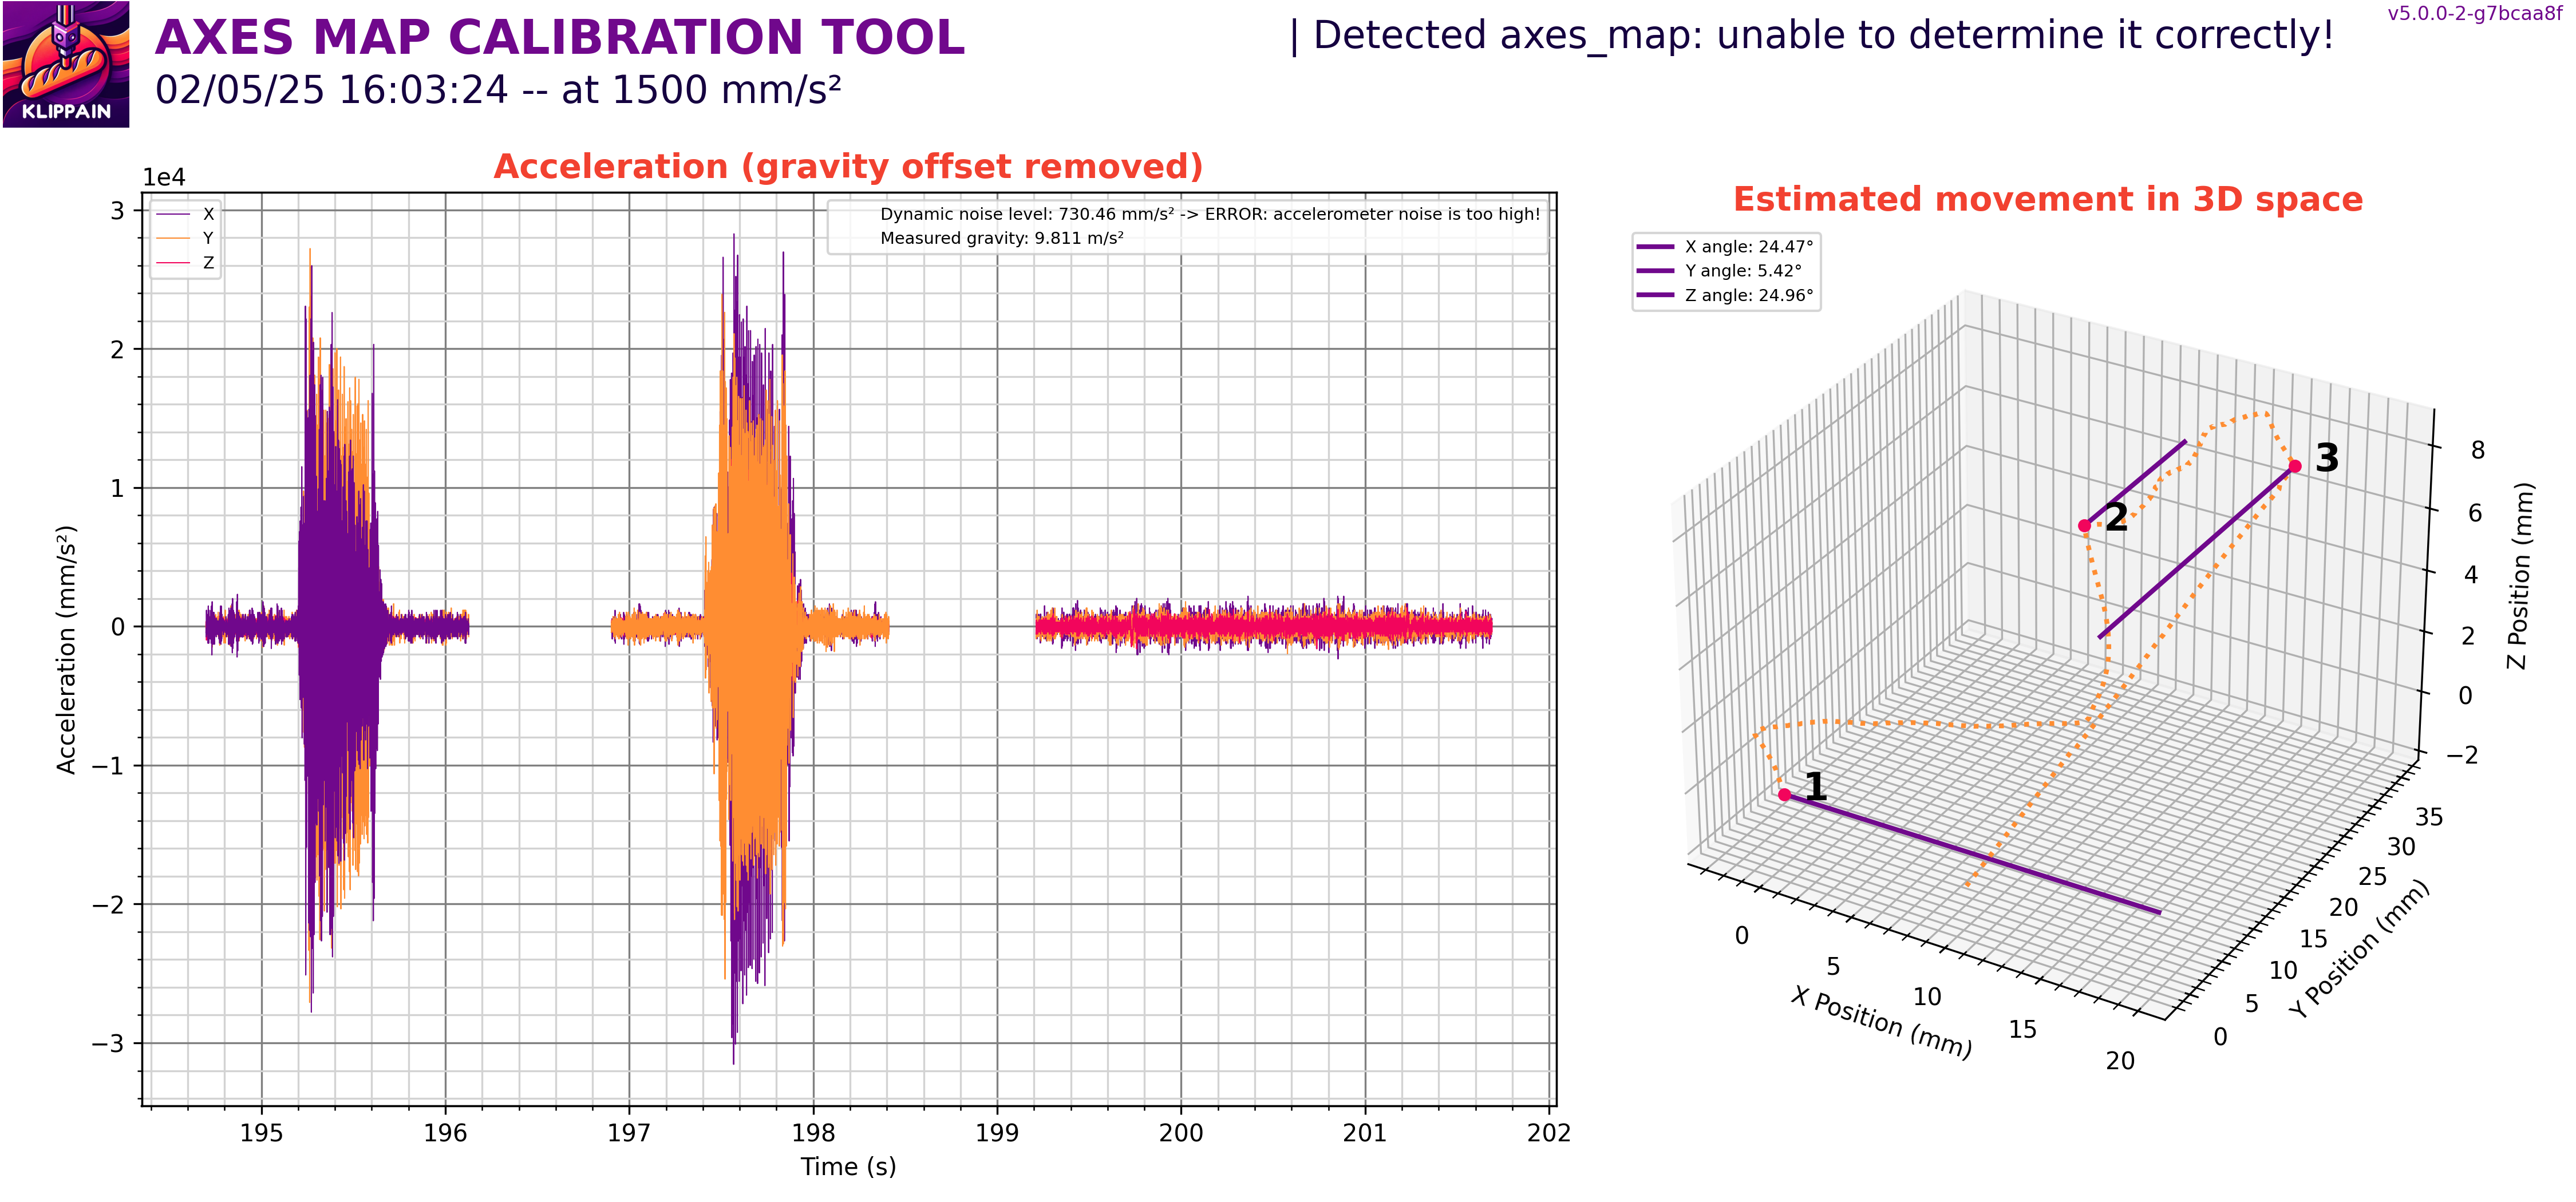 KLIPPAIN
AXES MAP CALIBRATION TOOL
02/05/25 16:03:24 -- at 1500 mm/s²
| Detected axes_map: unable to determine it correctly!
v5.0.0-2-g7bcaa8f
Acceleration (gravity offset removed)
1e4
X
Y
Z
Dynamic noise level: 730.46 mm/s² -> ERROR: accelerometer noise is too high!
Measured gravity: 9.811 m/s²
3
2
1
0
−1
−2
−3
Acceleration (mm/s²)
195
196
197
198
199
200
201
202
Time (s)
Estimated movement in 3D space
X angle: 24.47°
Y angle: 5.42°
Z angle: 24.96°
1
2
3
0
5
10
15
20
X Position (mm)
0
5
10
15
20
25
30
35
Y Position (mm)
8
6
4
2
0
−2
Z Position (mm)